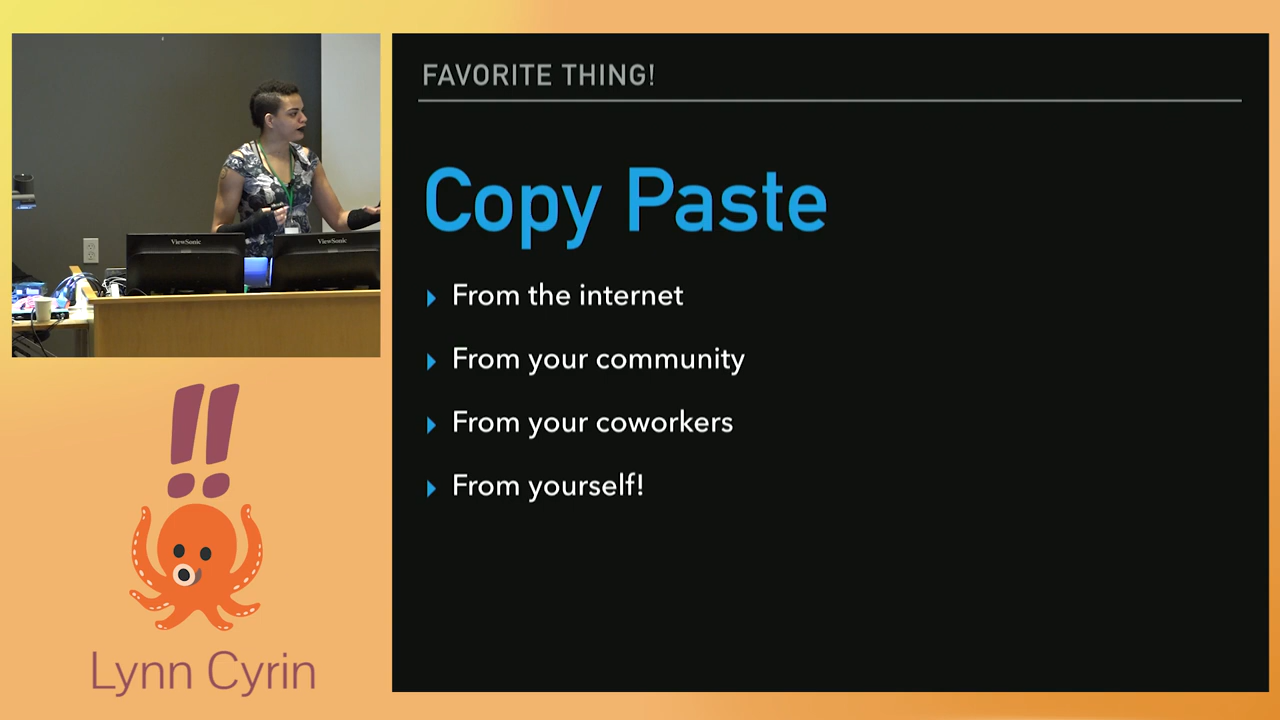 FAVORITE THING!
Copy Paste
From the internet
From your community
From your coworkers
From yourself!
ViewSonic
ViewSonic
!!
Lynn Cyrin